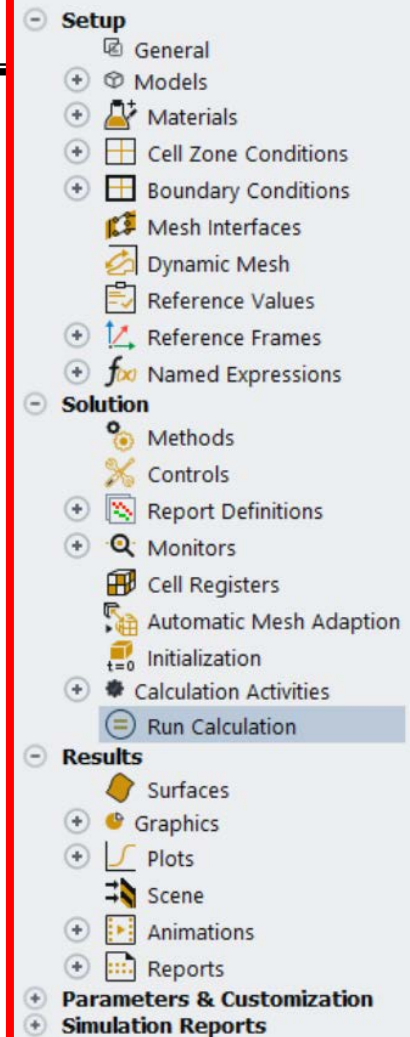 Setup
General
Models
Materials
Cell Zone Conditions
Boundary Conditions
Mesh Interfaces
Dynamic Mesh
Reference Values
Reference Frames
f(x) Named Expressions
Solution
Methods
Controls
Report Definitions
Monitors
Cell Registers
Automatic Mesh Adaption
t=0 Initialization
Calculation Activities
Run Calculation
Results
Surfaces
Graphics
Plots
Scene
Animations
Reports
Parameters & Customization
Simulation Reports